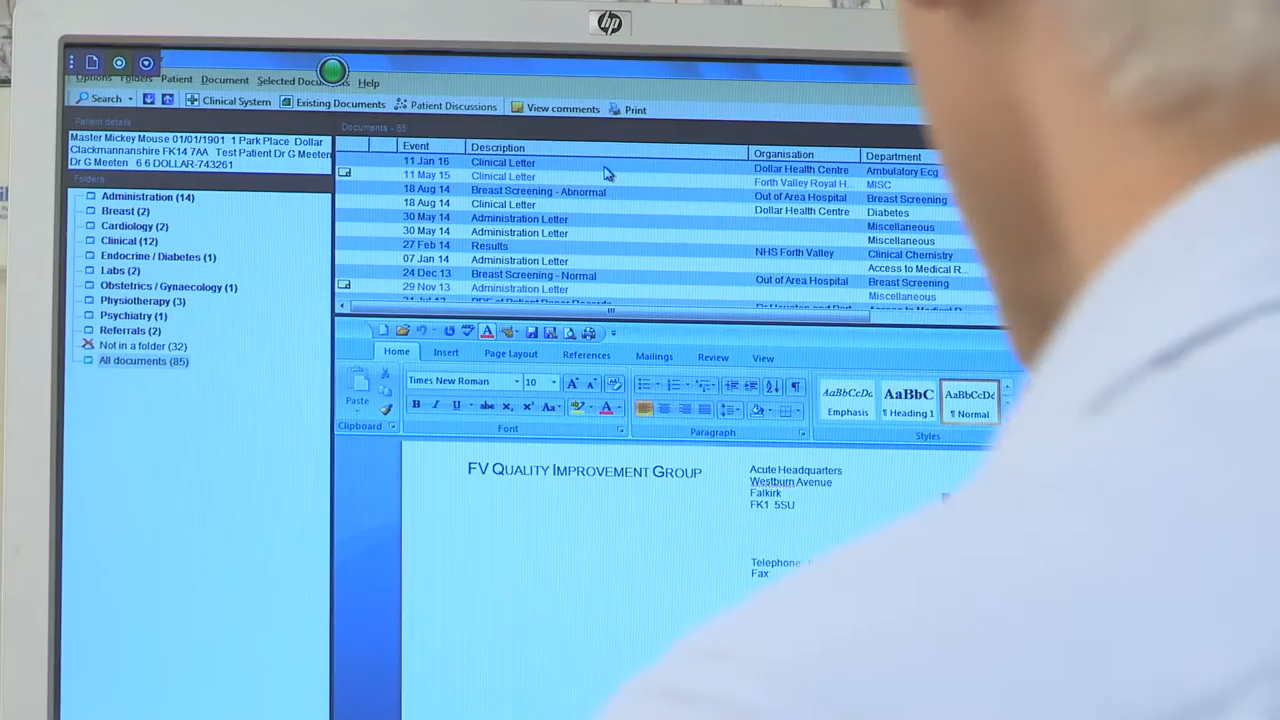 hp
Options Folders Patient Document Selected Help
Search Clinical System Existing Documents Patient Discussions View comments Print
Patient details
Master Mickey Mouse 01/01/1901 1 Park Place Dollar
Clackmannanshire FK14 7AA Test Patient Dr G Meeten
Dr G Meeten 6 6 DOLLAR-743261
Folders
Administration (14)
Breast (2)
Cardiology (2)
Clinical (12)
Endocrine / Diabetes (1)
Labs (2)
Obstetrics / Gynaecology (1)
Physiotherapy (3)
Psychiatry (1)
Referrals (2)
Not in a folder (32)
All documents (85)
Documents - 85
Event Description Organisation Department
11 Jan 16 Clinical Letter Dollar Health Centre Ambulatory Ecg
11 May 15 Clinical Letter Forth Valley Royal H... MISC
18 Aug 14 Breast Screening - Abnormal Out of Area Hospital Breast Screening
18 Aug 14 Clinical Letter Dollar Health Centre Diabetes
30 May 14 Administration Letter Miscellaneous
30 May 14 Administration Letter Miscellaneous
27 Feb 14 Results NHS Forth Valley Clinical Chemistry
07 Jan 14 Administration Letter Access to Medical R...
24 Dec 13 Breast Screening - Normal Out of Area Hospital Breast Screening
29 Nov 13 Administration Letter Miscellaneous
Home Insert Page Layout References Mailings Review View
Times New Roman 10
Paste
Clipboard Font Paragraph Styles
AaBbCcDc AaBbC AaBbCcDd
Emphasis ¶ Heading 1 ¶ Normal
FV QUALITY IMPROVEMENT GROUP
Acute Headquarters
Westburn Avenue
Falkirk
FK1 5SU
Telephone
Fax: